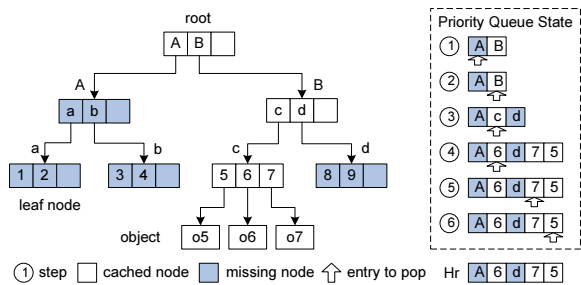 root
Priority Queue State
A B
1 A B
A B
2 A B
a b
c d
3 A c d
a b c d
4 A 6 d 7 5
1 2 3 4 5 6 7 8 9
5 A 6 d 7 5
leaf node
object o5 o6 o7
6 A 6 d 7 5
1 step cached node missing node entry to pop Hr A 6 d 7 5